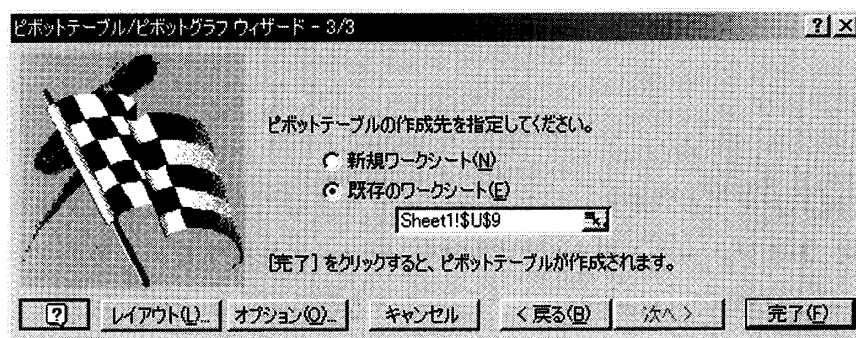 ピボットテーブル/ピボットグラフ ウィザード - 3/3
ピボットテーブルの作成先を指定してください。
新規ワークシート(N)
既存のワークシート(E)
Sheet1!$U$9
[完了] をクリックすると、ピボットテーブルが作成されます。
レイアウト(L)... オプション(O)... キャンセル < 戻る(B) 次へ > 完了(F)